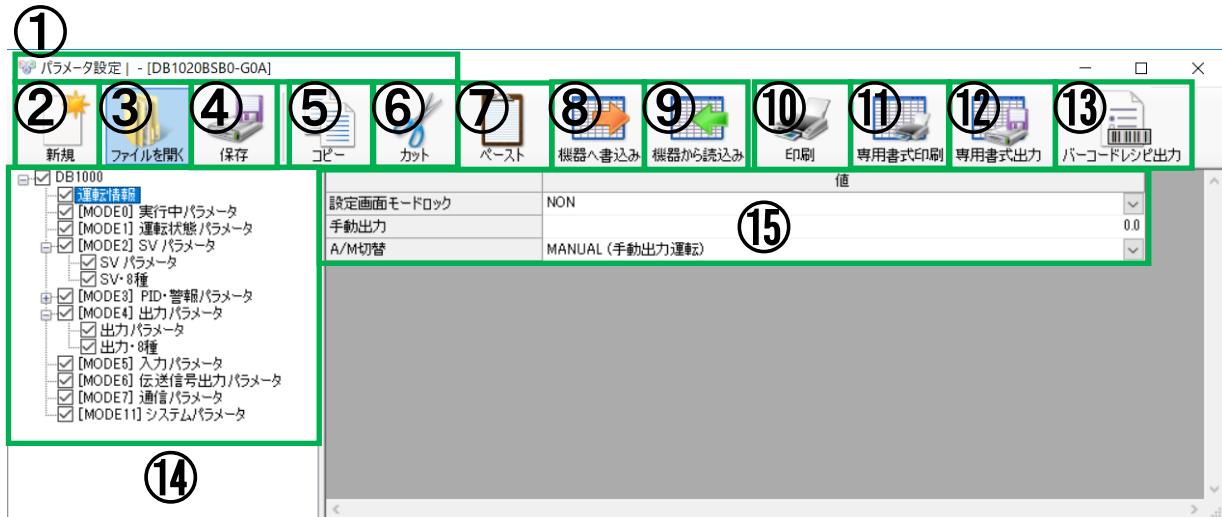 ①
パラメータ設定 | - [DB1020BSB0-G0A]
② ③ ④ ⑤ ⑥ ⑦ ⑧ ⑨ ⑩ ⑪ ⑫ ⑬
新規 ファイルを開く 保存 コピー カット ペースト 機器へ書込み 機器から読込み 印刷 専用書式印刷 専用書式出力 バーコードレシピ出力
DB1000
運転情報
[MODE0] 実行中パラメータ
[MODE1] 運転状態パラメータ
[MODE2] SV パラメータ
SV パラメータ
SV・8種
[MODE3] PID・警報パラメータ
[MODE4] 出力パラメータ
出力パラメータ
出力・8種
[MODE5] 入力パラメータ
[MODE6] 伝送信号出力パラメータ
[MODE7] 通信パラメータ
[MODE11] システムパラメータ
⑭
値
設定画面モードロック NON
手動出力 0.0
A/M切替 MANUAL (手動出力運転)
⑮